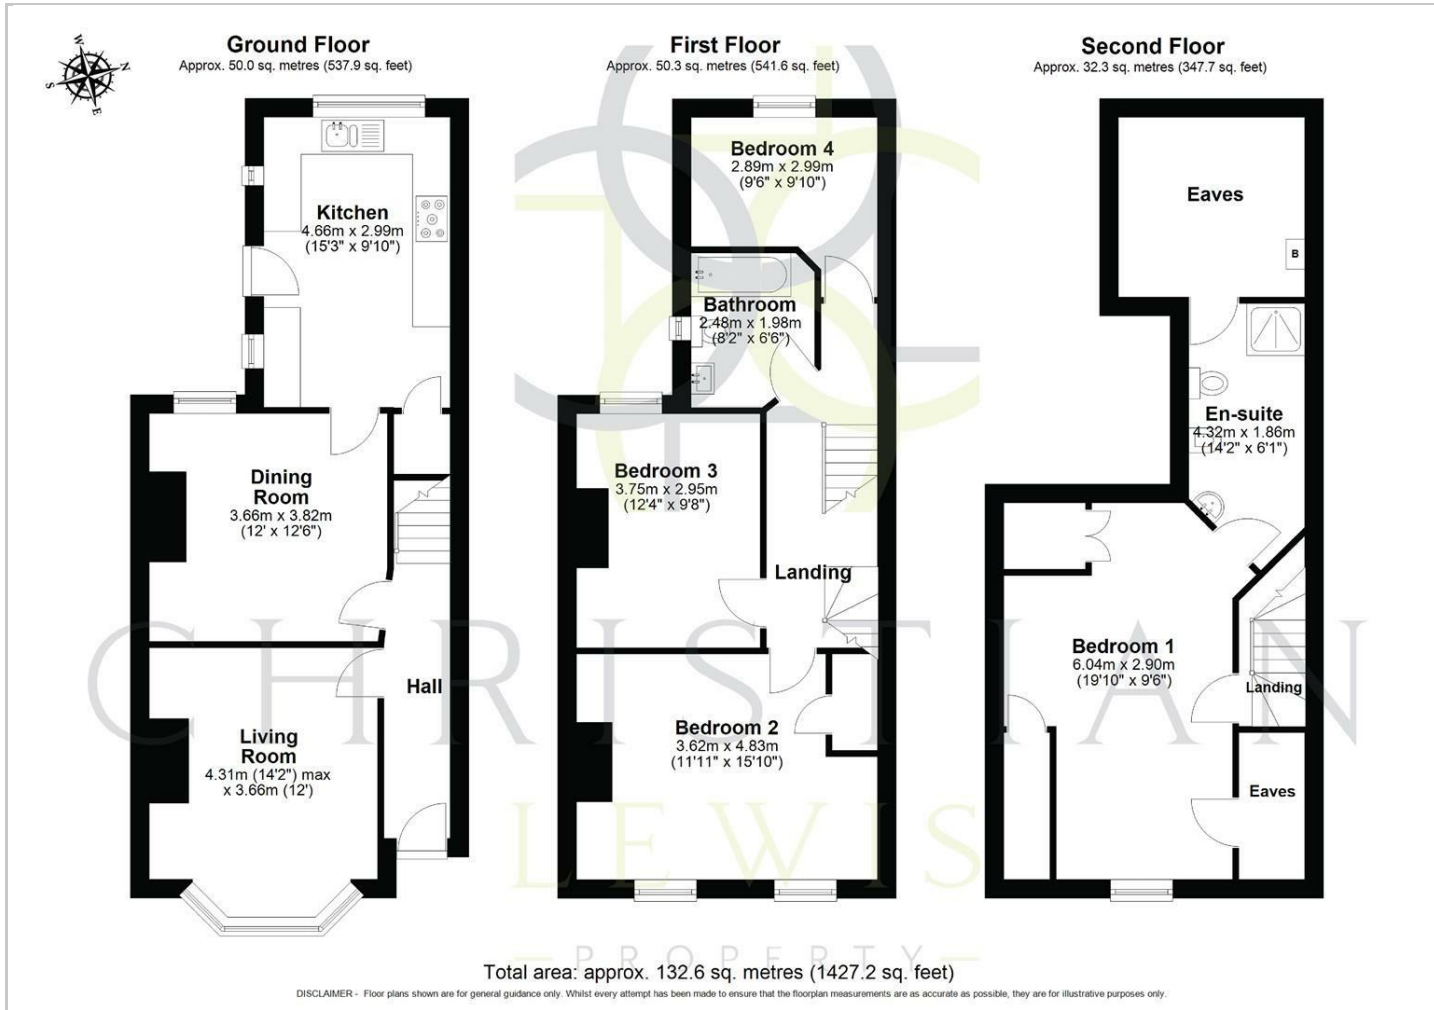 Ground Floor
Approx. 50.0 sq. metres (537.9 sq. feet)
Kitchen
4.66m x 2.99m
(15'3" x 9'10")
Dining
Room
3.66m x 3.82m
(12' x 12'6")
Hall
Living
Room
4.31m (14'2") max
x 3.66m (12')
First Floor
Approx. 50.3 sq. metres (541.6 sq. feet)
Bedroom 4
2.89m x 2.99m
(9'6" x 9'10")
Bathroom
2.48m x 1.98m
(8'2" x 6'6")
Bedroom 3
3.75m x 2.95m
(12'4" x 9'8")
Landing
Bedroom 2
3.62m x 4.83m
(11'11" x 15'10")
Second Floor
Approx. 32.3 sq. metres (347.7 sq. feet)
Eaves
B
En-suite
4.32m x 1.86m
(14'2" x 6'1")
Bedroom 1
6.04m x 2.90m
(19'10" x 9'6")
Landing
Eaves
W
N
S
E
CHRISTIAN
LEWIS
PROPERTY
Total area: approx. 132.6 sq. metres (1427.2 sq. feet)
DISCLAIMER - Floor plans shown are for general guidance only. Whilst every attempt has been made to ensure that the floorplan measurements are as accurate as possible, they are for illustrative purposes only.